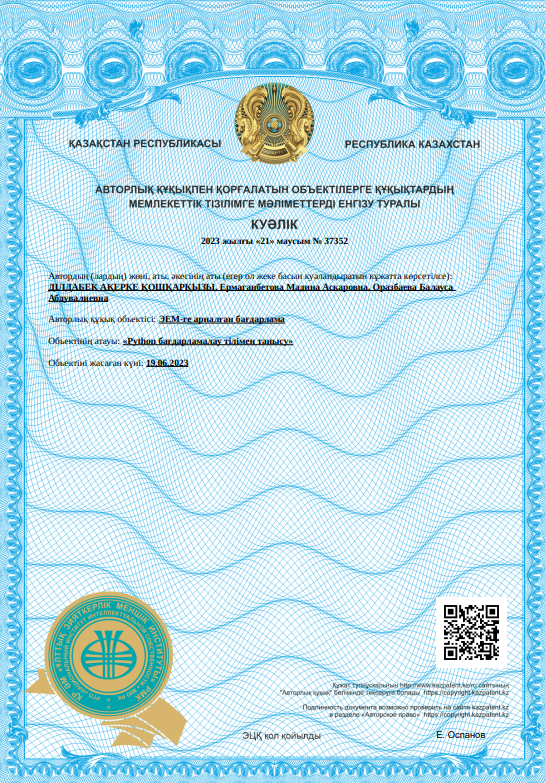 ҚАЗАҚСТАН РЕСПУБЛИКАСЫ
РЕСПУБЛИКА КАЗАХСТАН
АВТОРЛЫҚ ҚҰҚЫҚПЕН ҚОРҒАЛАТЫН ОБЪЕКТІЛЕРГЕ ҚҰҚЫҚТАРДЫҢ
МЕМЛЕКЕТТІК ТІЗІЛІМГЕ МӘЛІМЕТТЕРДІ ЕНГІЗУ ТУРАЛЫ
КУӘЛІК
2023 жылғы «21» маусым № 37352
Автордың (лардың) жөні, аты, әкесінің аты (егер ол жеке басын куәландыратын құжатта көрсетілсе):
ДІЛДАБЕК АКЕРКЕ ҚОШҚАРҚЫЗЫ, Ермаганбетова Мадина Аскаровна, Оразбаева Балауса
Абдувалиевна
Авторлық құқық объектісі: ЭЕМ-ге арналған бағдарлама
Объектінің атауы: «Python бағдарламалау тілімен танысу»
Объектіні жасаған күні: 19.06.2023
Құжат түпнұсқалығын http://www.kazpatent.kz/ru сайтының
"Авторлық құқық" бөлімінде тексеруге болады https://copyright.kazpatent.kz
Подлинность документа возможно проверить на сайте kazpatent.kz
в разделе «Авторское право» https://copyright.kazpatent.kz
ЭЦҚ қол қойылды
Е. Оспанов